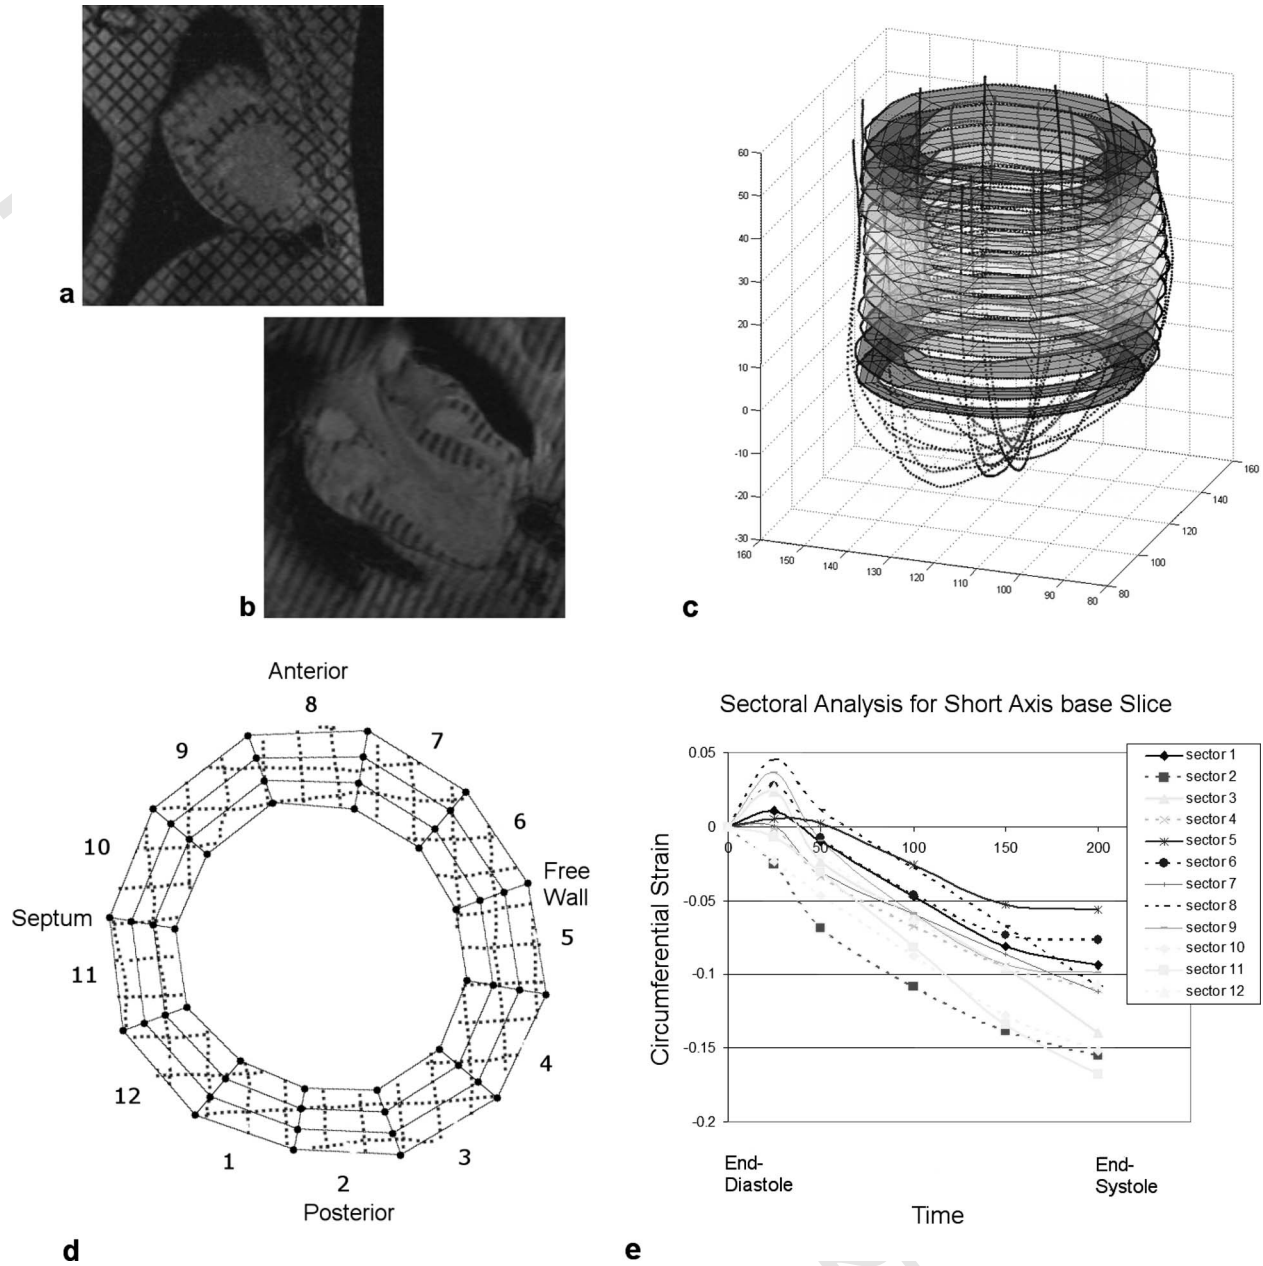 a
b
c
60
50
40
30
20
10
0
-10
-20
-30
160
150
140
130
120
110
100
90
80
80
100
120
140
160
Anterior
8
9
7
6
10
Free
Wall
Septum
5
11
4
12
3
1
2
Posterior
d
Sectoral Analysis for Short Axis base Slice
Circumferential Strain
0.05
0
-0.05
-0.1
-0.15
-0.2
0
50
100
150
200
sector 1
sector 2
sector 3
sector 4
sector 5
sector 6
sector 7
sector 8
sector 9
sector 10
sector 11
sector 12
End-
Diastole
End-
Systole
Time
e